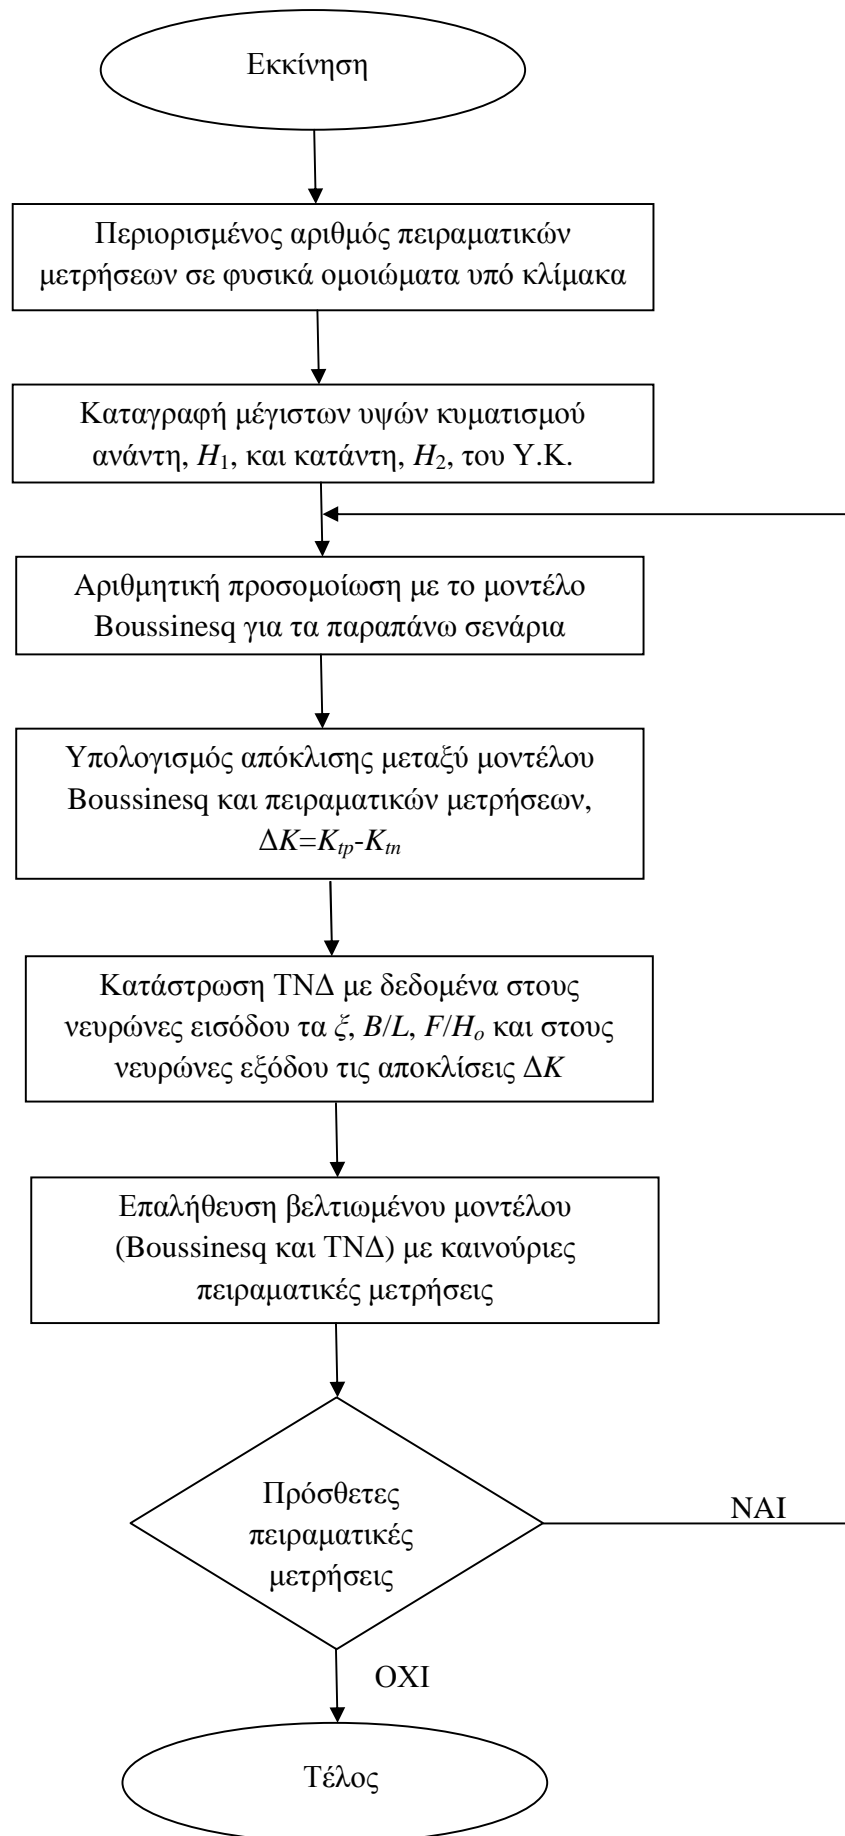 Εκκίνηση
Περιορισμένος αριθμός πειραματικών
μετρήσεων σε φυσικά ομοιώματα υπό κλίμακα
Καταγραφή μέγιστων υψών κυματισμού
ανάντη, H1, και κατάντη, H2, του Υ.Κ.
Αριθμητική προσομοίωση με το μοντέλο
Boussinesq για τα παραπάνω σενάρια
Υπολογισμός απόκλισης μεταξύ μοντέλου
Boussinesq και πειραματικών μετρήσεων,
ΔK=Ktp-Ktn
Κατάστρωση ΤΝΔ με δεδομένα στους
νευρώνες εισόδου τα ξ, B/L, F/Ho και στους
νευρώνες εξόδου τις αποκλίσεις ΔK
Επαλήθευση βελτιωμένου μοντέλου
(Boussinesq και ΤΝΔ) με καινούριες
πειραματικές μετρήσεις
Πρόσθετες
πειραματικές
μετρήσεις
ΝΑΙ
ΟΧΙ
Τέλος